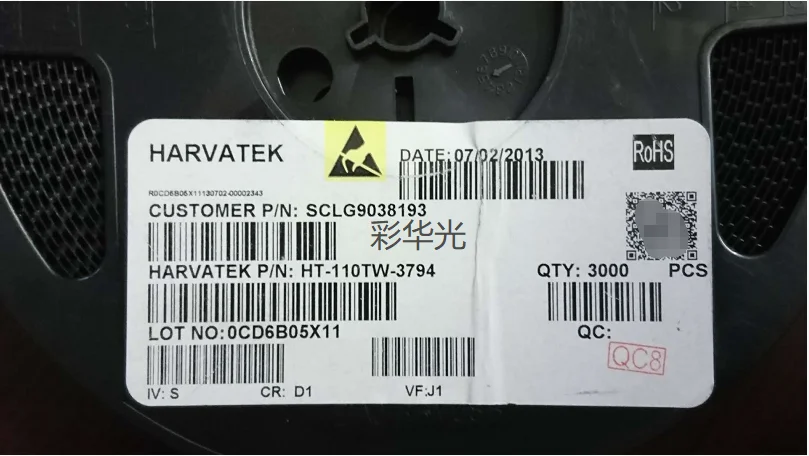 HARVATEK
DATE: 07/02/2013
RoHS
R0CD6B05X11130702-00002343
CUSTOMER P/N: SCLG9038193
彩华光
HARVATEK P/N: HT-110TW-3794
QTY: 3000 PCS
LOT NO:0CD6B05X11
QC:
QC8
IV: S CR: D1 VF:J1